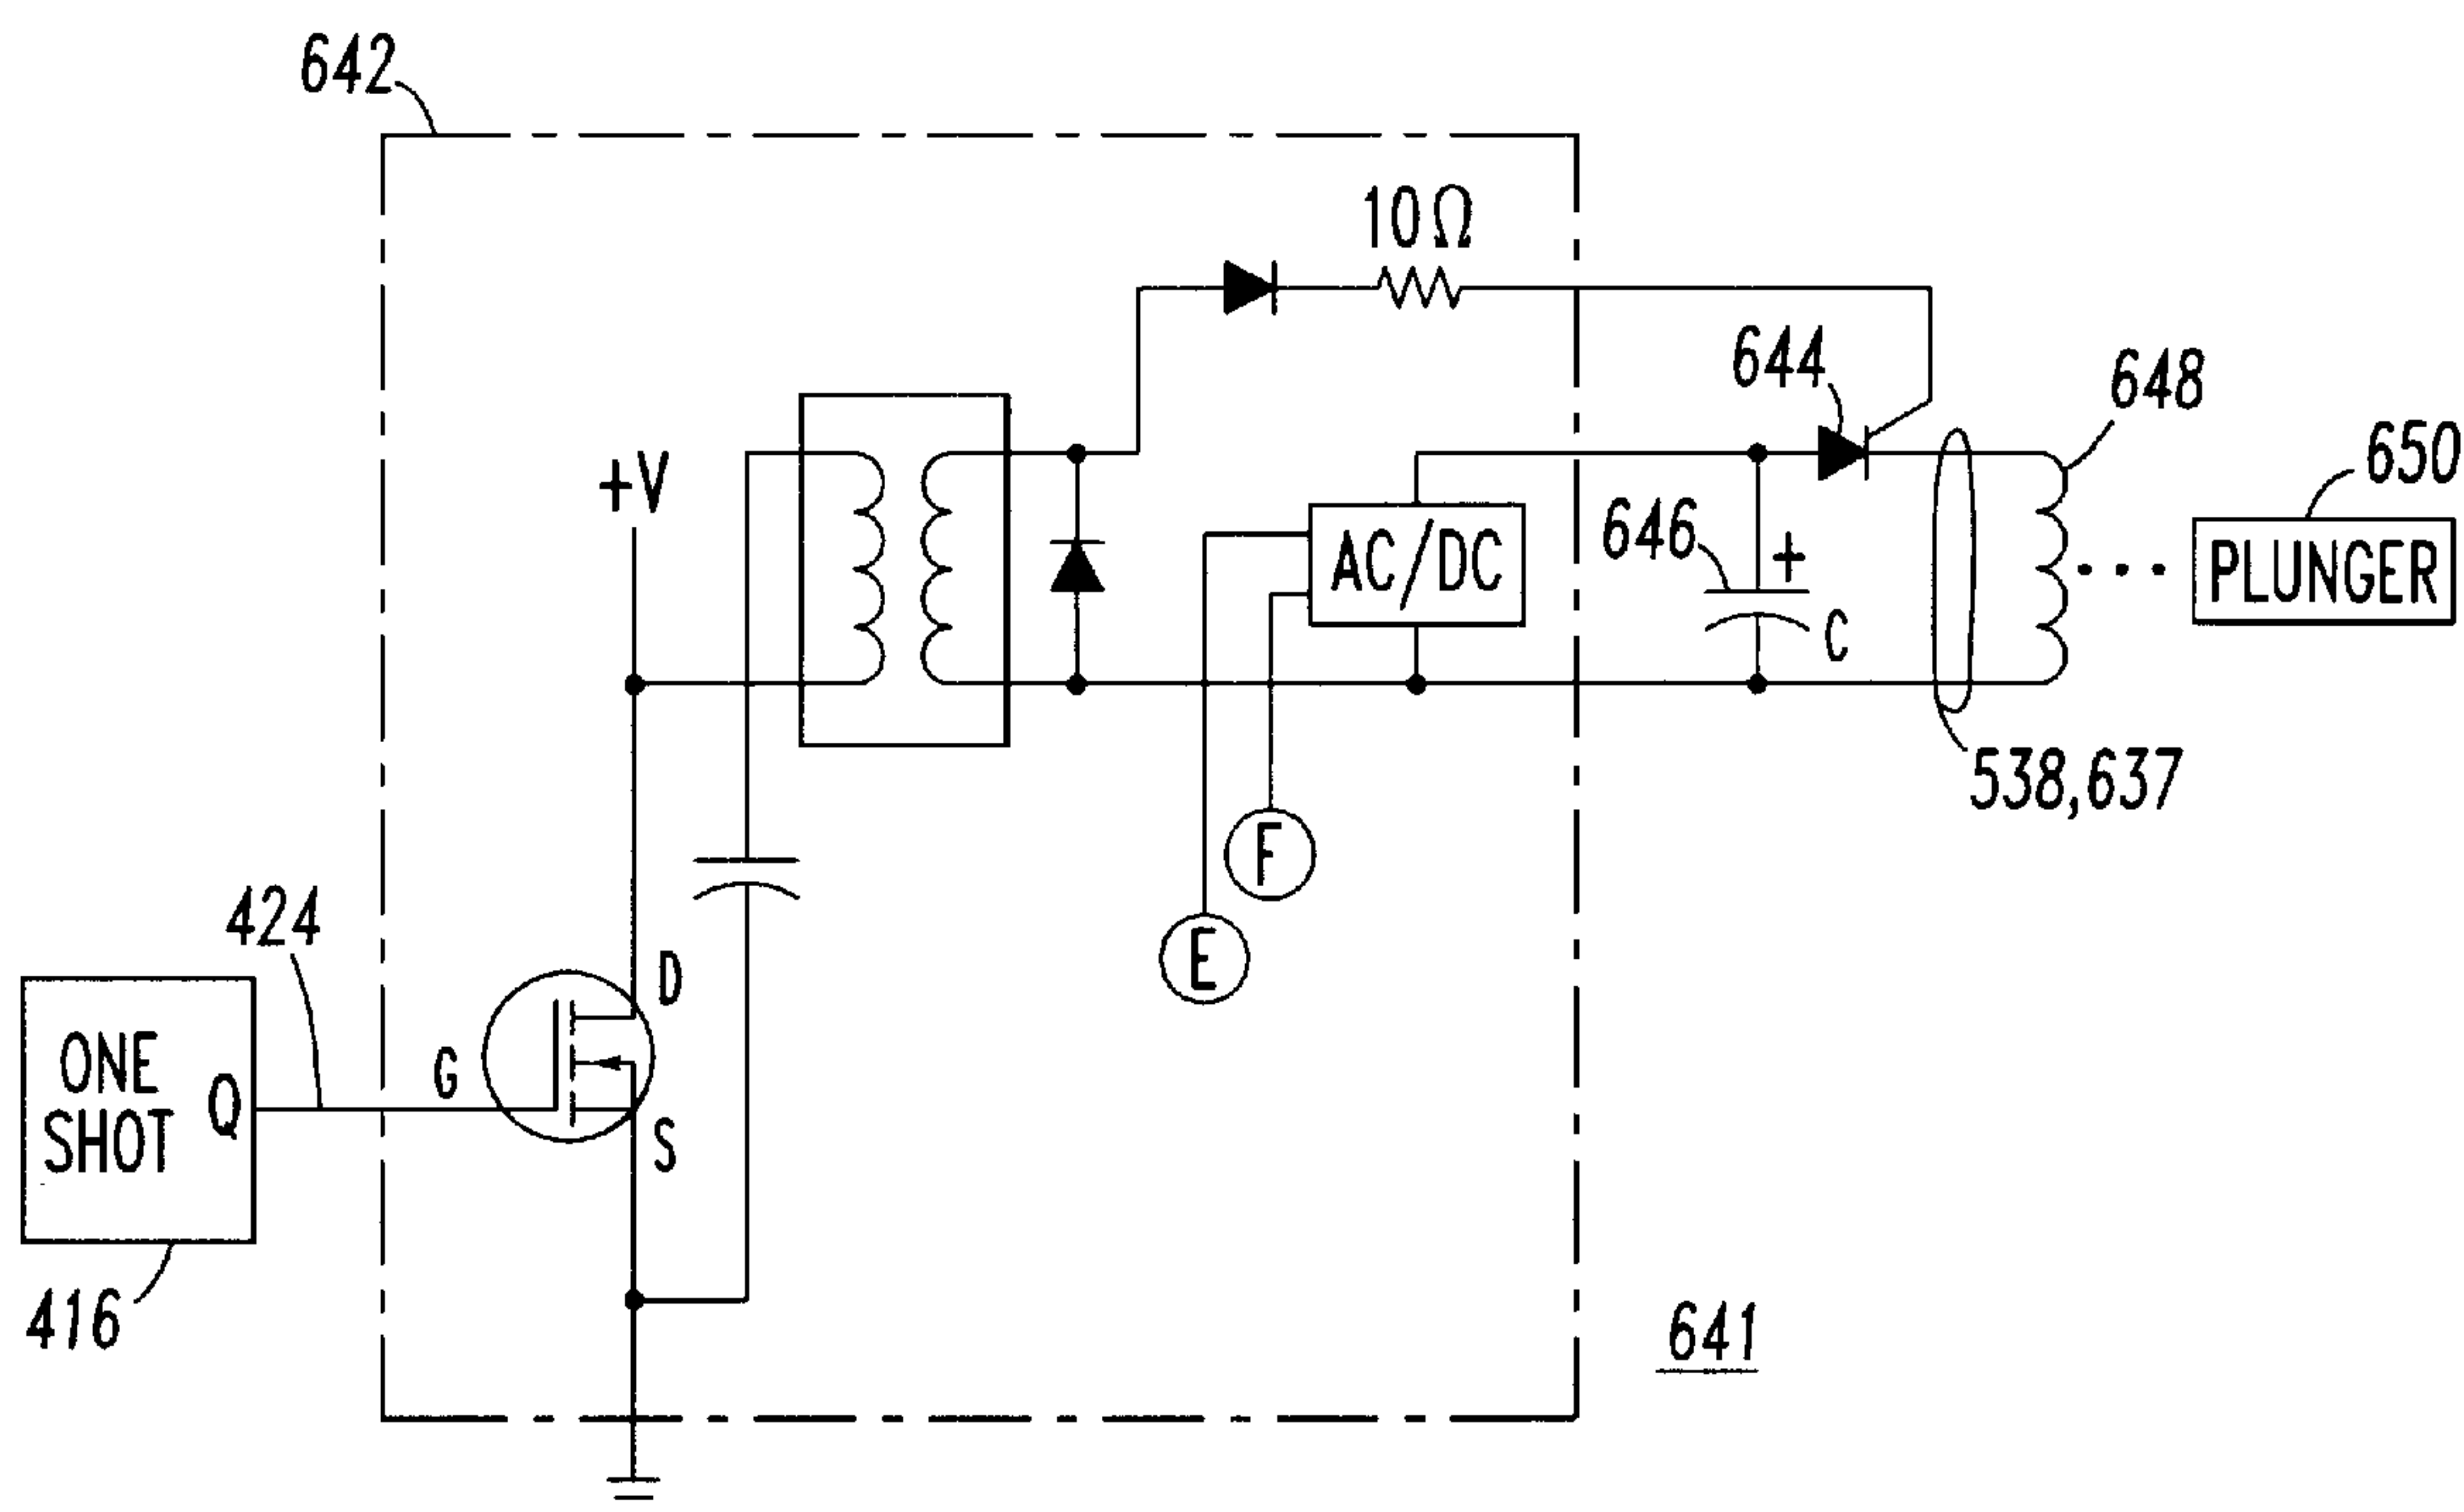 642
10Ω
644
648
650
+V
646
+
AC/DC
PLUNGER
C
538,637
F
E
424
D
G
ONE
SHOT
Q
S
416
641